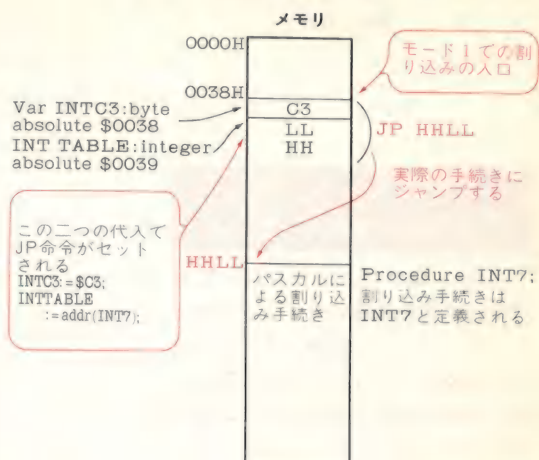 メモリ
0000H
モード1での割
り込みの入口
0038H
Var INTC3:byte
absolute $0038
INT TABLE:integer
absolute $0039
C3
LL
HH
JP HHLL
実際の手続きに
ジャンプする
この二つの代入で
JP命令がセット
される
INTC3:=$C3;
INTTABLE
:=addr(INT7);
HHLL
パスカルに
よる割り込
み手続き
Procedure INT7;
割り込み手続きは
INT7と定義される